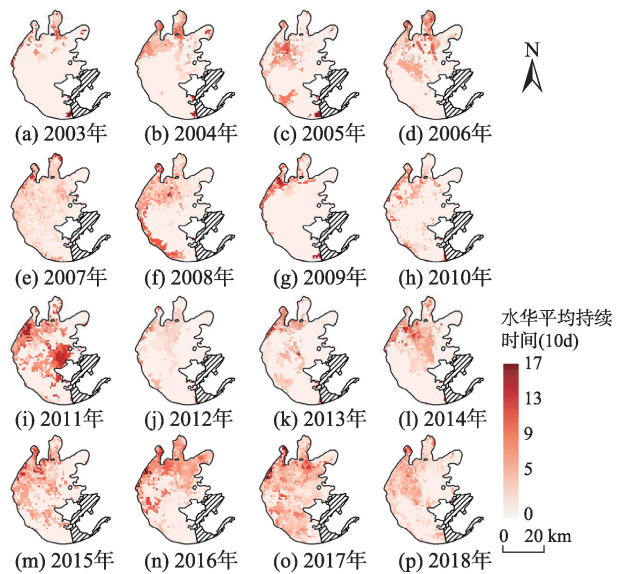 N
(a) 2003年
(b) 2004年
(c) 2005年
(d) 2006年
(e) 2007年
(f) 2008年
(g) 2009年
(h) 2010年
(i) 2011年
(j) 2012年
(k) 2013年
(l) 2014年
(m) 2015年
(n) 2016年
(o) 2017年
(p) 2018年
水华平均持续
时间(10d)
17
13
9
5
0
0 20 km